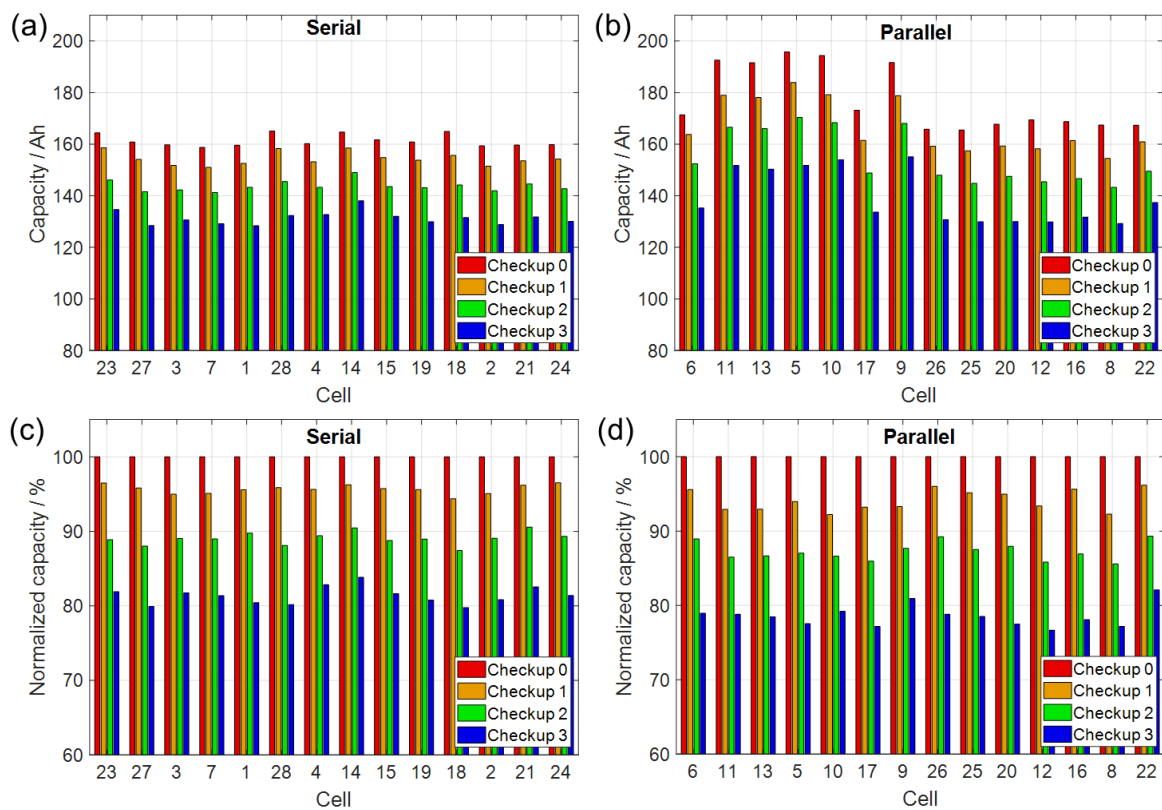 (a)
Serial
200
180
160
140
120
100
80
Capacity / Ah
Checkup 0
Checkup 1
Checkup 2
Checkup 3
23 27 3 7 1 28 4 14 15 19 18 2 21 24
Cell
(b)
Parallel
200
180
160
140
120
100
80
Capacity / Ah
Checkup 0
Checkup 1
Checkup 2
Checkup 3
6 11 13 5 10 17 9 26 25 20 12 16 8 22
Cell
(c)
Serial
100
90
80
70
60
Normalized capacity / %
Checkup 0
Checkup 1
Checkup 2
Checkup 3
23 27 3 7 1 28 4 14 15 19 18 2 21 24
Cell
(d)
Parallel
100
90
80
70
60
Normalized capacity / %
Checkup 0
Checkup 1
Checkup 2
Checkup 3
6 11 13 5 10 17 9 26 25 20 12 16 8 22
Cell